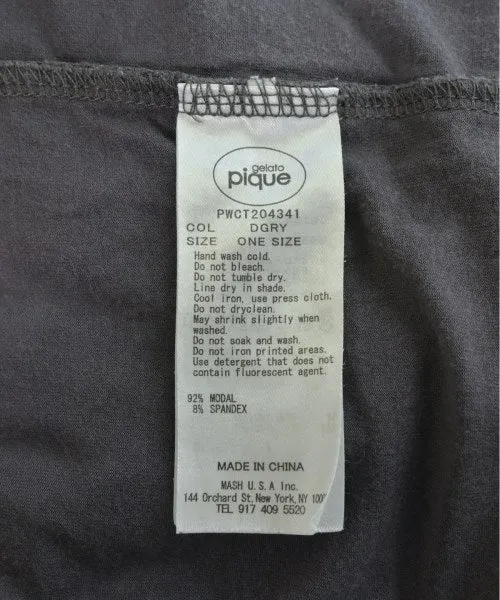 gelato
pique
PWCT204341
COL DGRY
SIZE ONE SIZE
Hand wash cold.
Do not bleach.
Do not tumble dry.
Line dry in shade.
Cool iron, use press cloth.
Do not dryclean.
May shrink slightly when
washed.
Do not soak and wash.
Do not iron printed areas.
Use detergent that does not
contain fluorescent agent.
92% MODAL
8% SPANDEX
MADE IN CHINA
MASH U.S.A Inc.
144 Orchard St, New York, NY
TEL 917 409 5520